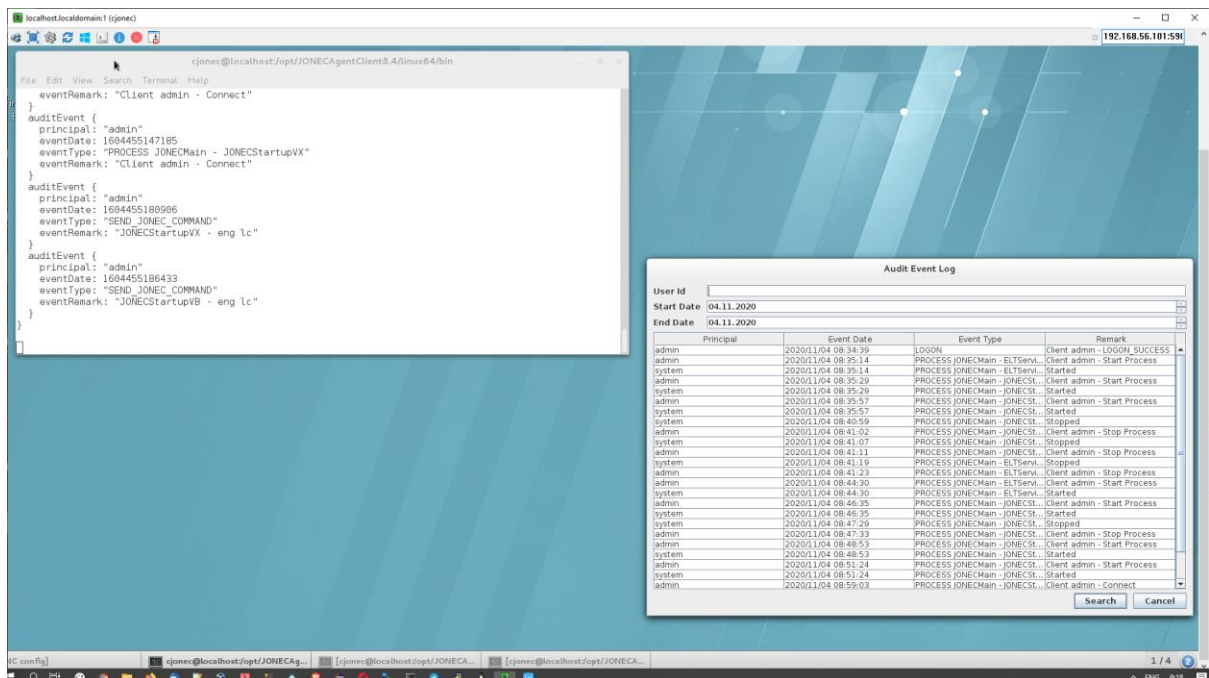 localhost.localdomain:1 (cjonec)
192.168.56.101:590
cjonec@localhost:/opt/JONECAgentClient8.4/linux64/bin
File Edit View Search Terminal Help
eventRemark: "Client admin - Connect"
}
auditEvent {
principal: "admin"
eventDate: 1604455147185
eventType: "PROCESS JONECMain - JONECStartupVX"
eventRemark: "Client admin - Connect"
}
auditEvent {
principal: "admin"
eventDate: 1604455180906
eventType: "SEND_JONEC_COMMAND"
eventRemark: "JONECStartupVX - eng lc"
}
auditEvent {
principal: "admin"
eventDate: 1604455186433
eventType: "SEND_JONEC_COMMAND"
eventRemark: "JONECStartupVB - eng lc"
}
}
Audit Event Log
User Id
Start Date 04.11.2020
End Date 04.11.2020
Principal Event Date Event Type Remark
admin 2020/11/04 08:34:39 LOGON Client admin - LOGON_SUCCESS
admin 2020/11/04 08:35:14 PROCESS JONECMain - ELTServi... Client admin - Start Process
system 2020/11/04 08:35:14 PROCESS JONECMain - ELTServi... Started
admin 2020/11/04 08:35:29 PROCESS JONECMain - JONECSt... Client admin - Start Process
system 2020/11/04 08:35:29 PROCESS JONECMain - JONECSt... Started
admin 2020/11/04 08:35:57 PROCESS JONECMain - JONECSt... Client admin - Start Process
system 2020/11/04 08:35:57 PROCESS JONECMain - JONECSt... Started
system 2020/11/04 08:40:59 PROCESS JONECMain - JONECSt... Stopped
admin 2020/11/04 08:41:02 PROCESS JONECMain - JONECSt... Client admin - Stop Process
system 2020/11/04 08:41:07 PROCESS JONECMain - JONECSt... Stopped
admin 2020/11/04 08:41:11 PROCESS JONECMain - JONECSt... Client admin - Stop Process
system 2020/11/04 08:41:19 PROCESS JONECMain - ELTServi... Stopped
admin 2020/11/04 08:41:23 PROCESS JONECMain - ELTServi... Client admin - Stop Process
admin 2020/11/04 08:44:30 PROCESS JONECMain - ELTServi... Client admin - Start Process
system 2020/11/04 08:44:30 PROCESS JONECMain - ELTServi... Started
admin 2020/11/04 08:46:35 PROCESS JONECMain - JONECSt... Client admin - Start Process
system 2020/11/04 08:46:35 PROCESS JONECMain - JONECSt... Started
system 2020/11/04 08:47:29 PROCESS JONECMain - JONECSt... Stopped
admin 2020/11/04 08:47:33 PROCESS JONECMain - JONECSt... Client admin - Stop Process
admin 2020/11/04 08:48:53 PROCESS JONECMain - JONECSt... Client admin - Start Process
system 2020/11/04 08:48:53 PROCESS JONECMain - JONECSt... Started
admin 2020/11/04 08:51:24 PROCESS JONECMain - JONECSt... Client admin - Start Process
system 2020/11/04 08:51:24 PROCESS JONECMain - JONECSt... Started
admin 2020/11/04 08:59:03 PROCESS JONECMain - JONECSt... Client admin - Connect
Search Cancel
config] cjonec@localhost:/opt/JONECAg... [cjonec@localhost:/opt/JONECA... [cjonec@localhost:/opt/JONECA... 1 / 4 2
ENG 9:18